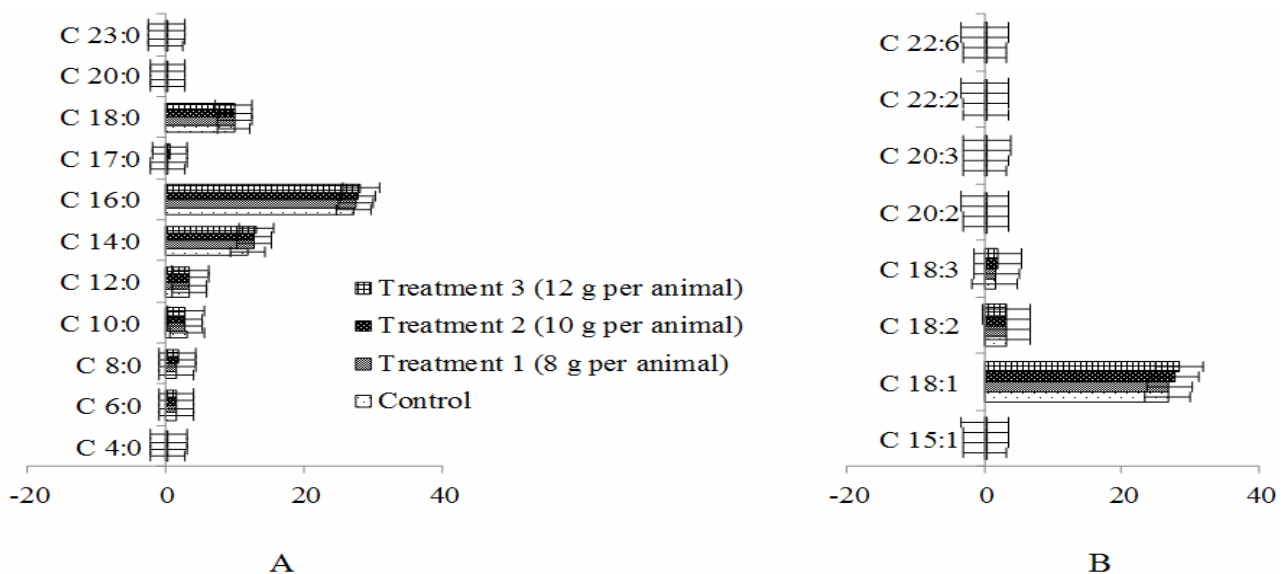 C 23:0
C 20:0
C 18:0
C 17:0
C 16:0
C 14:0
C 12:0
C 10:0
C 8:0
C 6:0
C 4:0
-20 0 20 40
Treatment 3 (12 g per animal)
Treatment 2 (10 g per animal)
Treatment 1 (8 g per animal)
Control
A
C 22:6
C 22:2
C 20:3
C 20:2
C 18:3
C 18:2
C 18:1
C 15:1
-20 0 20 40
B